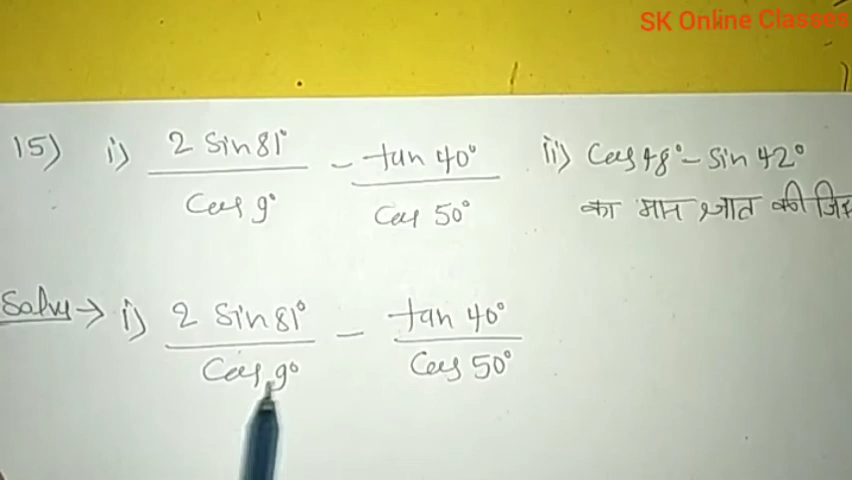 SK Online Classes
15) i) 2 Sin 81° / Cos 9° - tan 40° / Cos 50° ii) Cos 48° - Sin 42°
का मान ज्ञात की
Solve → i) 2 Sin 81° / Cos 9° - tan 40° / Cos 50°